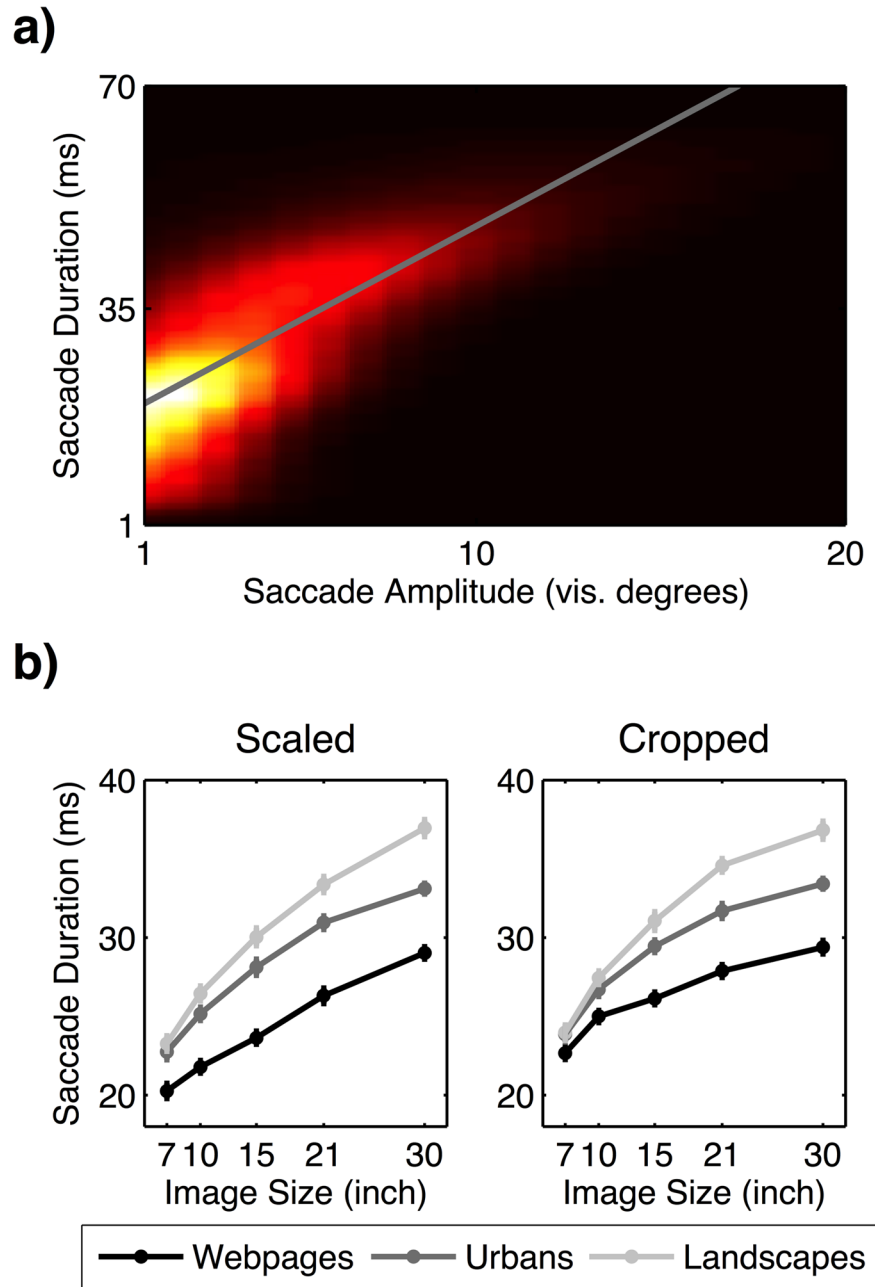 a)
70
35
1
Saccade Duration (ms)
1 10 20
Saccade Amplitude (vis. degrees)
b)
Scaled Cropped
40 40
30 30
20 20
Saccade Duration (ms)
7 10 15 21 30 7 10 15 21 30
Image Size (inch) Image Size (inch)
Webpages Urbans Landscapes